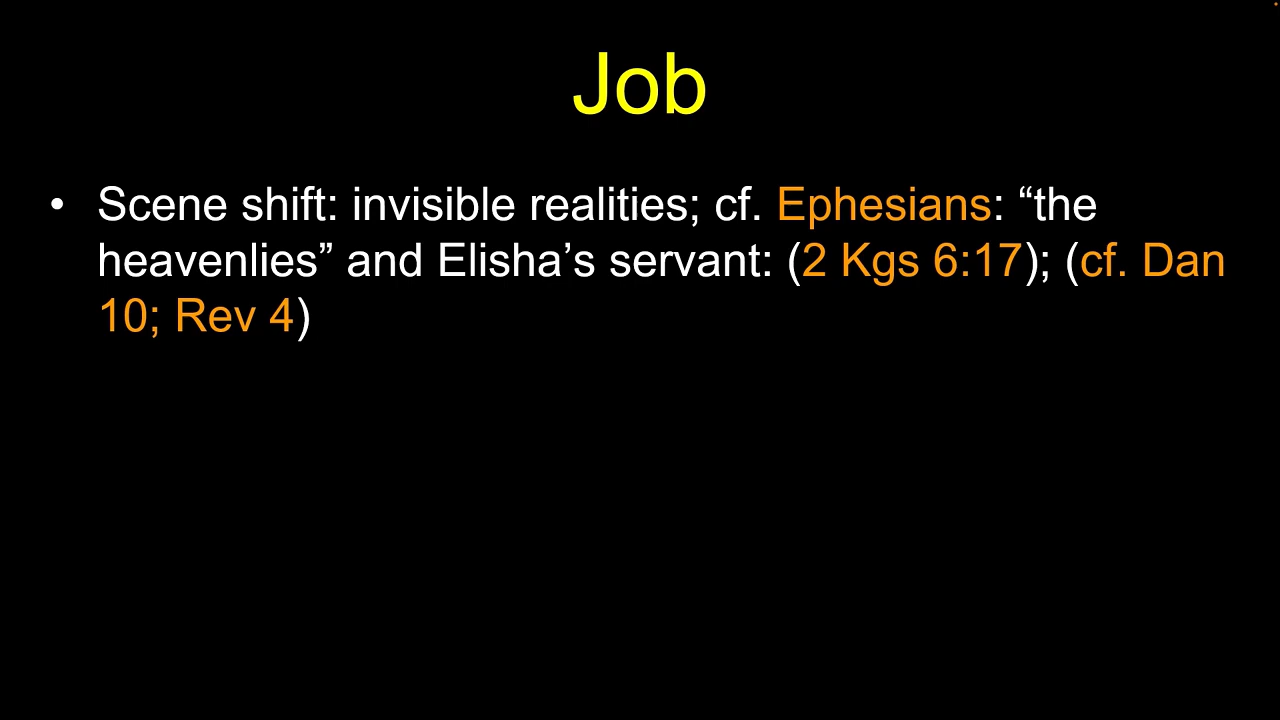 Job
• Scene shift: invisible realities; cf. Ephesians: “the
heavenlies” and Elisha’s servant: (2 Kgs 6:17); (cf. Dan
10; Rev 4)